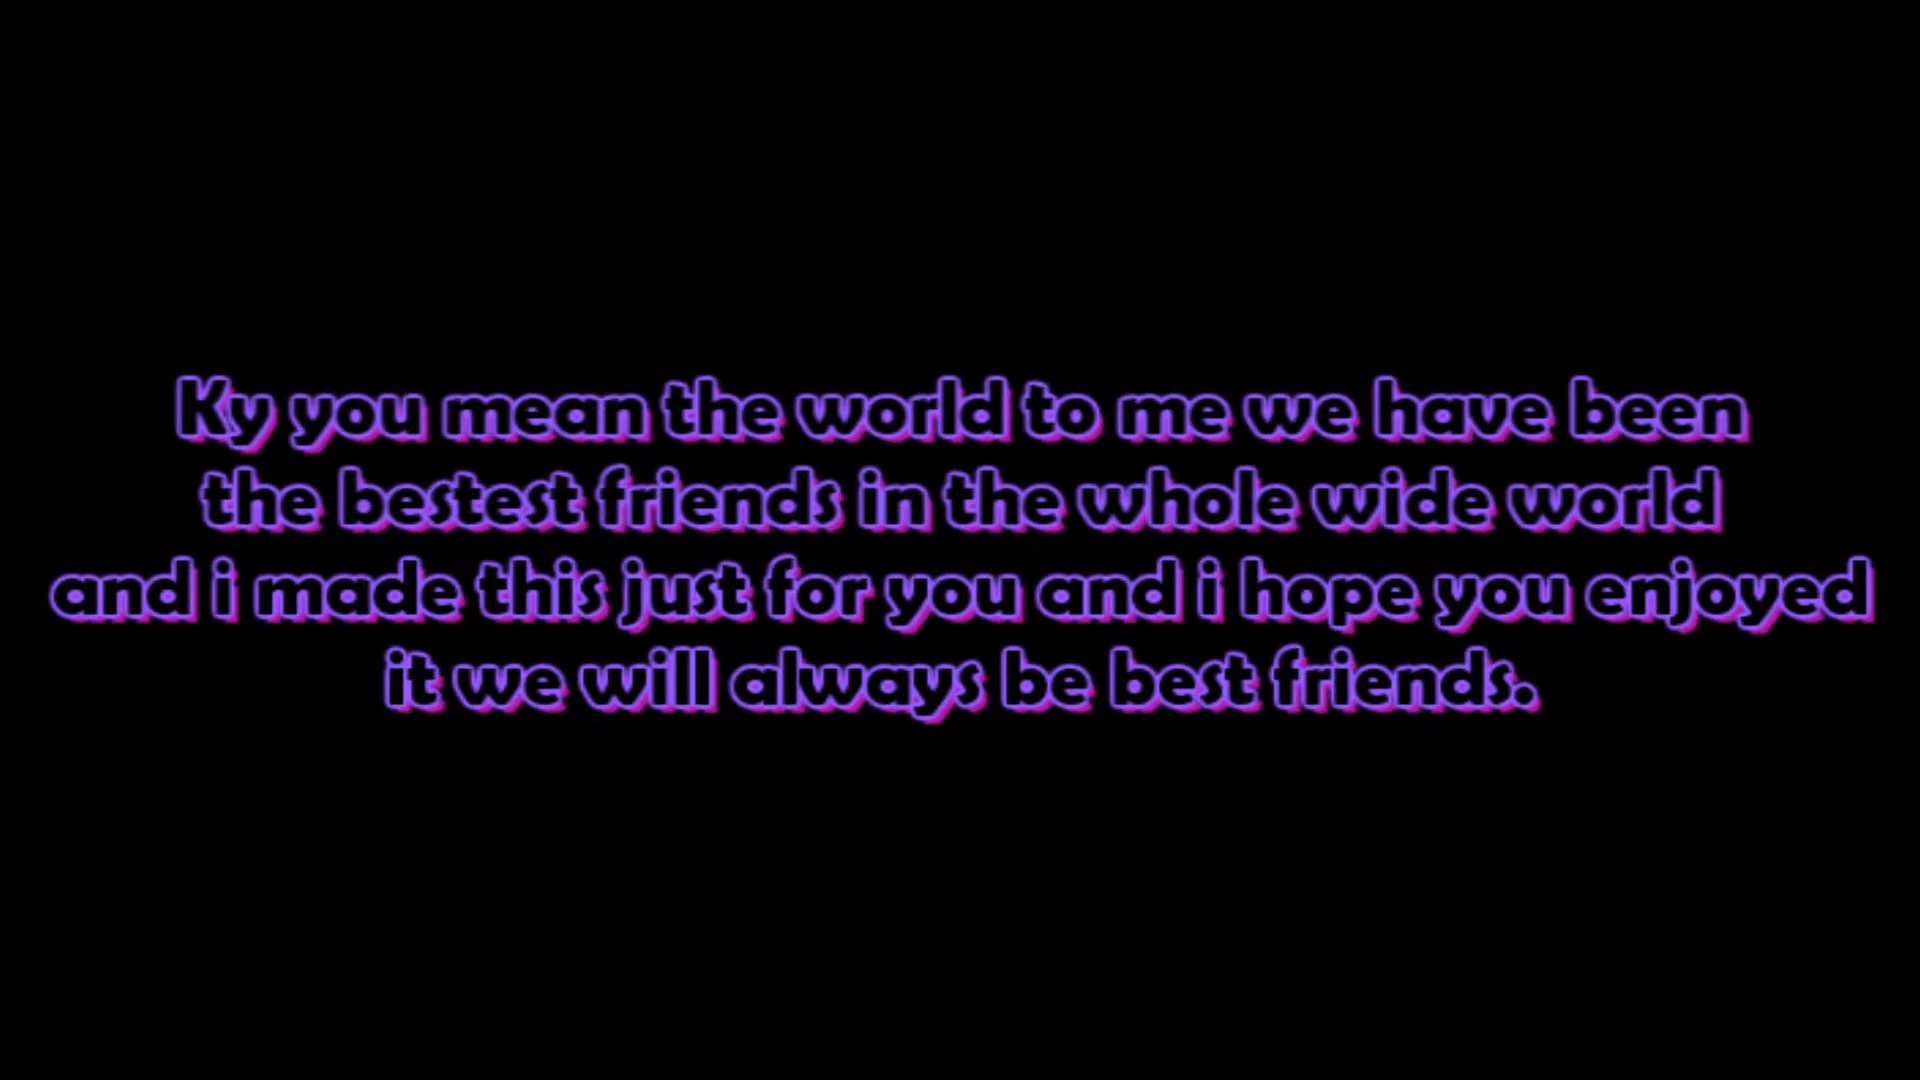 Ky you mean the world to me we have been
the bestest friends in the whole wide world
and i made this just for you and i hope you enjoyed
it we will always be best friends.